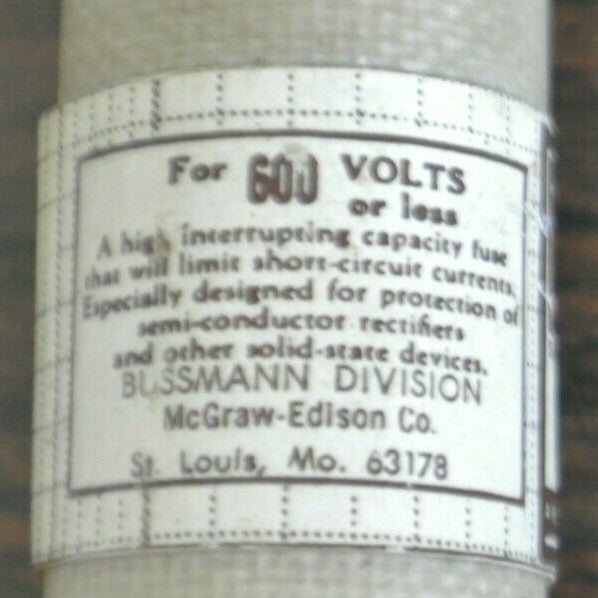 For 600 VOLTS
or less
A high interrupting capacity fuse
that will limit short-circuit currents.
Especially designed for protection of
semi-conductor rectifiers
and other solid-state devices.
BUSSMANN DIVISION
McGraw-Edison Co.
St. Louis, Mo. 63178